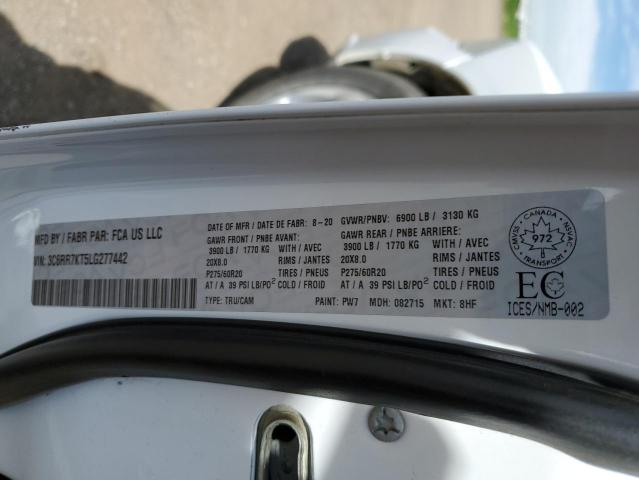 MFD BY / FABR PAR: FCA US LLC
VIN: 3C6RR7KT5LG277442
DATE OF MFR / DATE DE FABR: 8-20
GVWR/PNBV: 6900 LB / 3130 KG
GAWR FRONT / PNBE AVANT:
3900 LB / 1770 KG WITH / AVEC
20X8.0 RIMS / JANTES
P275/60R20 TIRES / PNEUS
AT / A 39 PSI LB/PO² COLD / FROID
GAWR REAR / PNBE ARRIERE:
3900 LB / 1770 KG WITH / AVEC
20X8.0 RIMS / JANTES
P275/60R20 TIRES / PNEUS
AT / A 39 PSI LB/PO² COLD / FROID
TYPE: TRU/CAM PAINT: PW7 MDH: 082715 MKT: 8HF
CANADA
CMVSS
NSVAC
972
EC
ICES/NMB-002